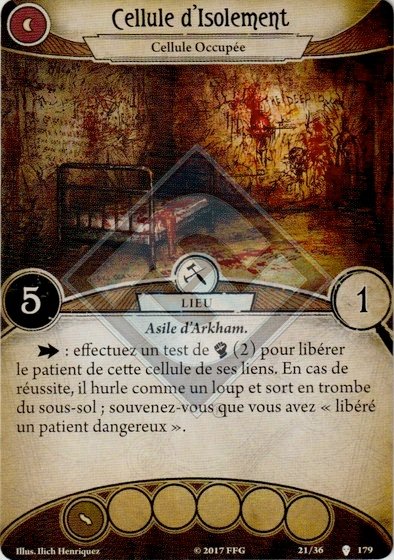 Cellule d'Isolement
Cellule Occupée
5
LIEU
1
Asile d'Arkham.
: effectuez un test de (2) pour libérer
le patient de cette cellule de ses liens. En cas de
réussite, il hurle comme un loup et sort en trombe
du sous-sol ; souvenez-vous que vous avez « libéré
un patient dangereux ».
Illus. Ilich Henriquez © 2017 FFG 21/36 179